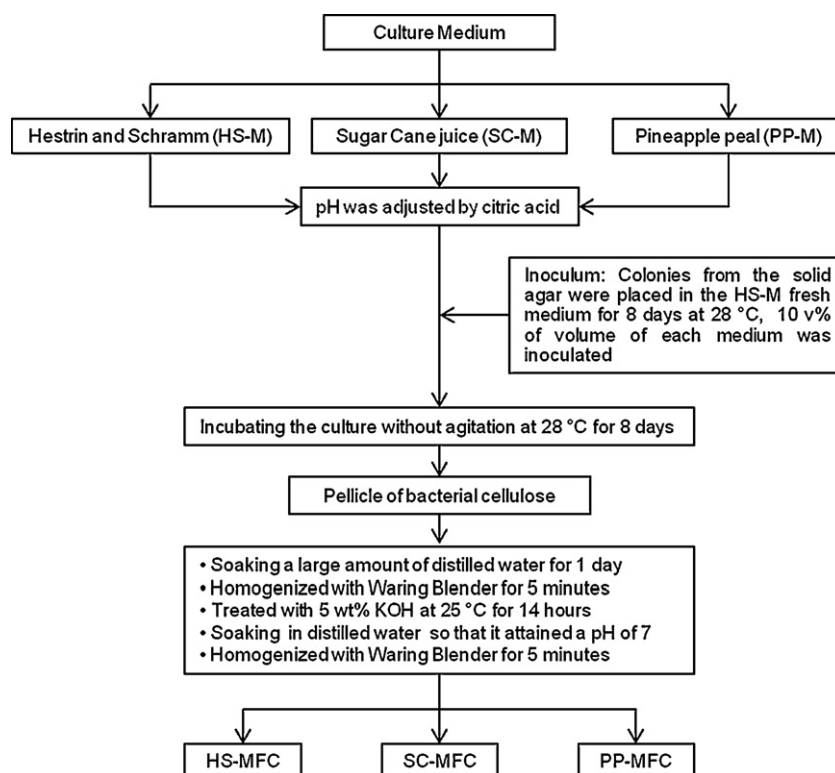 Culture Medium
Hestrin and Schramm (HS-M)
Sugar Cane juice (SC-M)
Pineapple peal (PP-M)
pH was adjusted by citric acid
Inoculum: Colonies from the solid
agar were placed in the HS-M fresh
medium for 8 days at 28 °C, 10 v%
of volume of each medium was
inoculated
Incubating the culture without agitation at 28 °C for 8 days
Pellicle of bacterial cellulose
• Soaking a large amount of distilled water for 1 day
• Homogenized with Waring Blender for 5 minutes
• Treated with 5 wt% KOH at 25 °C for 14 hours
• Soaking in distilled water so that it attained a pH of 7
• Homogenized with Waring Blender for 5 minutes
HS-MFC
SC-MFC
PP-MFC